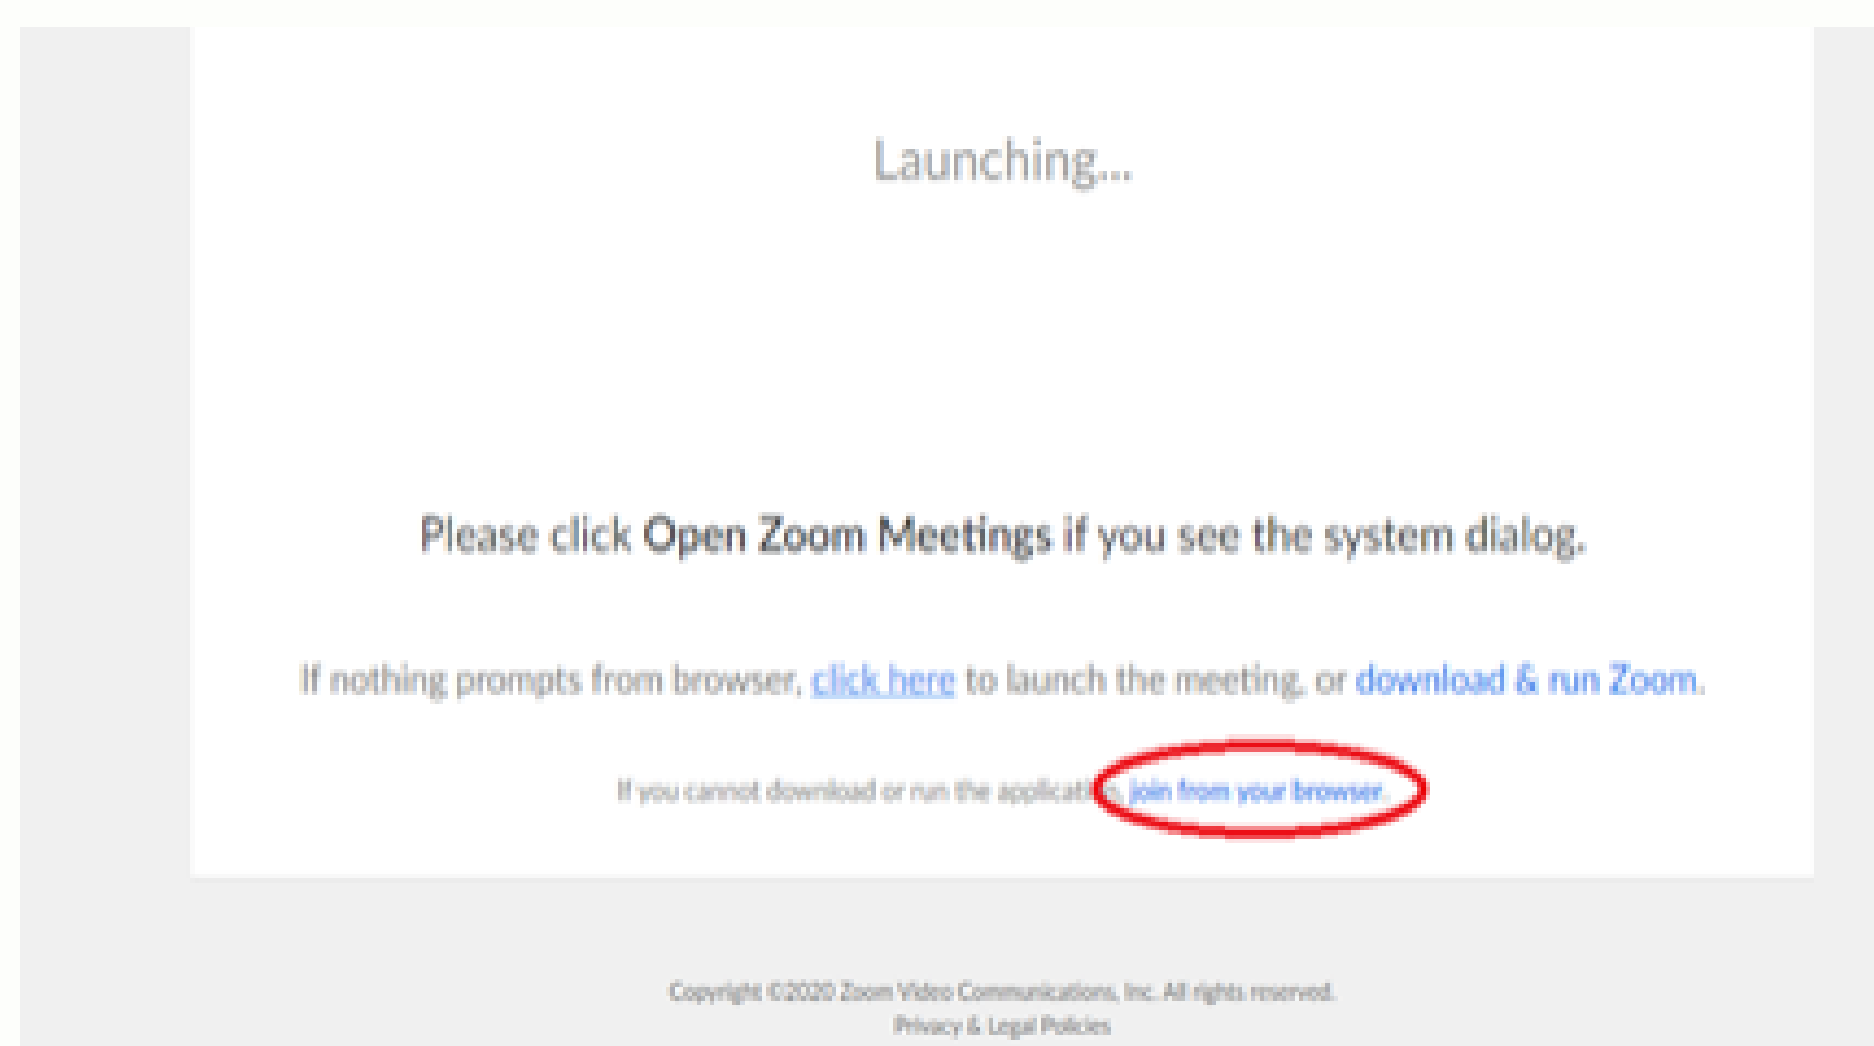 Launching...
Please click Open Zoom Meetings if you see the system dialog.
If nothing prompts from browser, click here to launch the meeting, or download & run Zoom.
If you cannot download or run the applicati, join from your browser.
Copyright ©2020 Zoom Video Communications, Inc. All rights reserved.
Privacy & Legal Policies